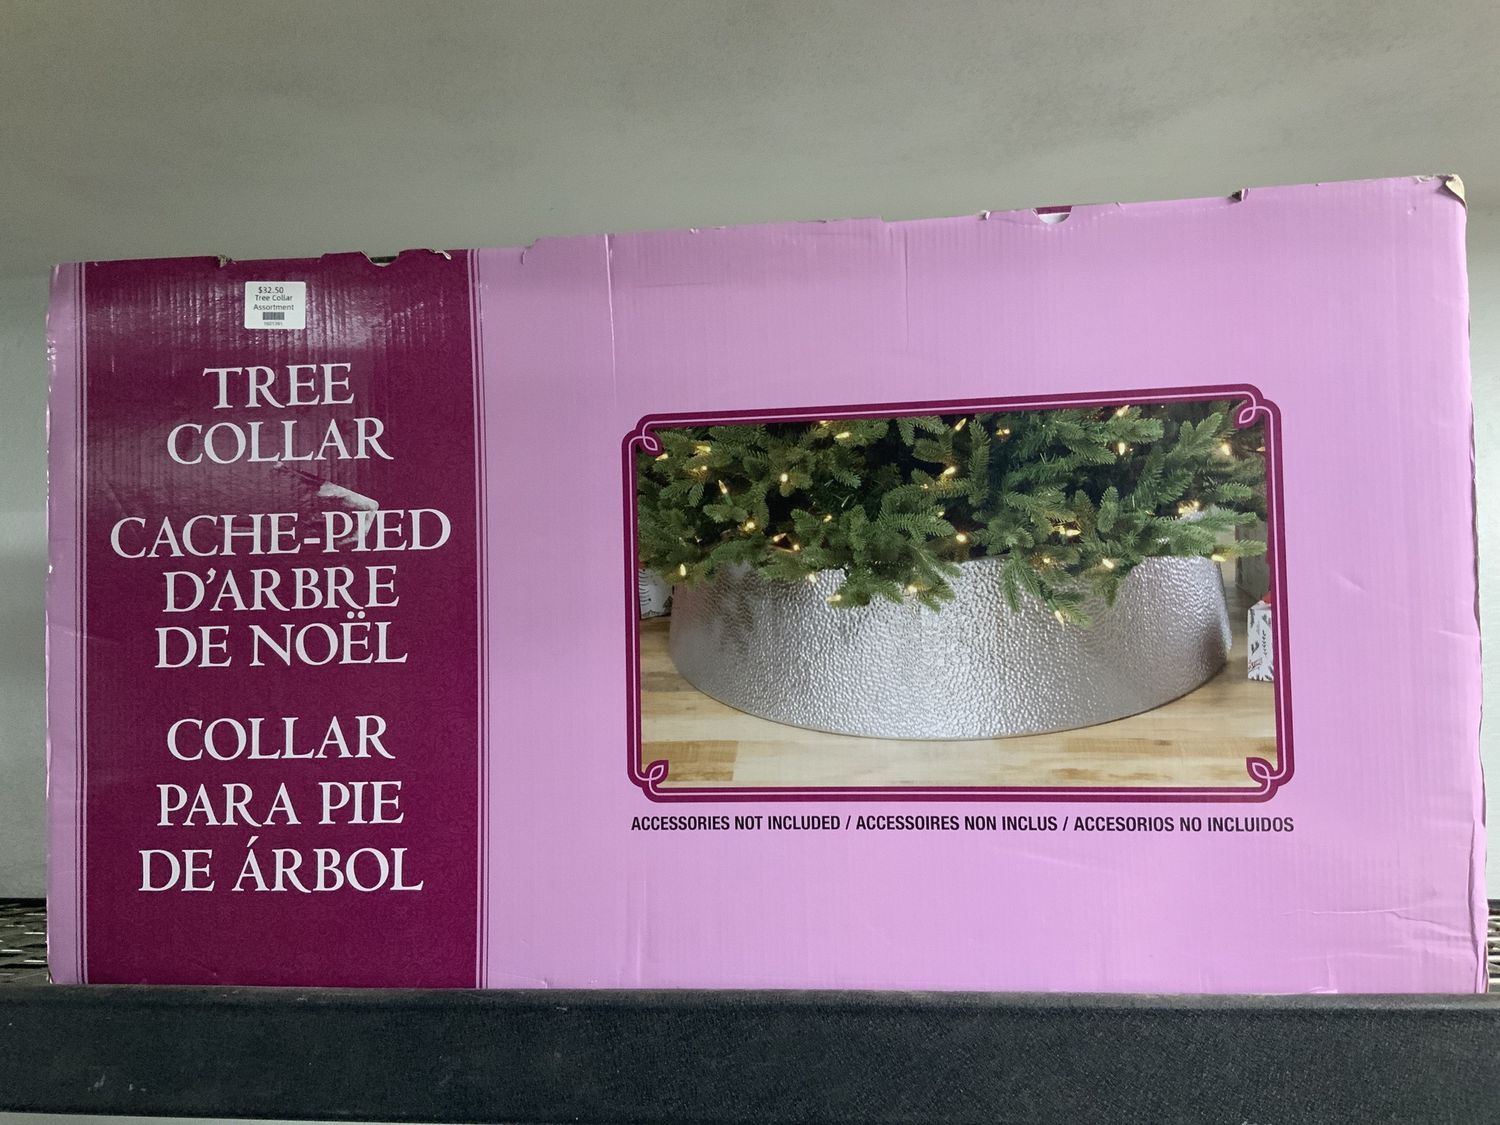 $32.50
Tree Collar
Assortment
TREE
COLLAR
CACHE-PIED
D'ARBRE
DE NOËL
COLLAR
PARA PIE
DE ÁRBOL
ACCESSORIES NOT INCLUDED / ACCESSOIRES NON INCLUS / ACCESORIOS NO INCLUIDOS